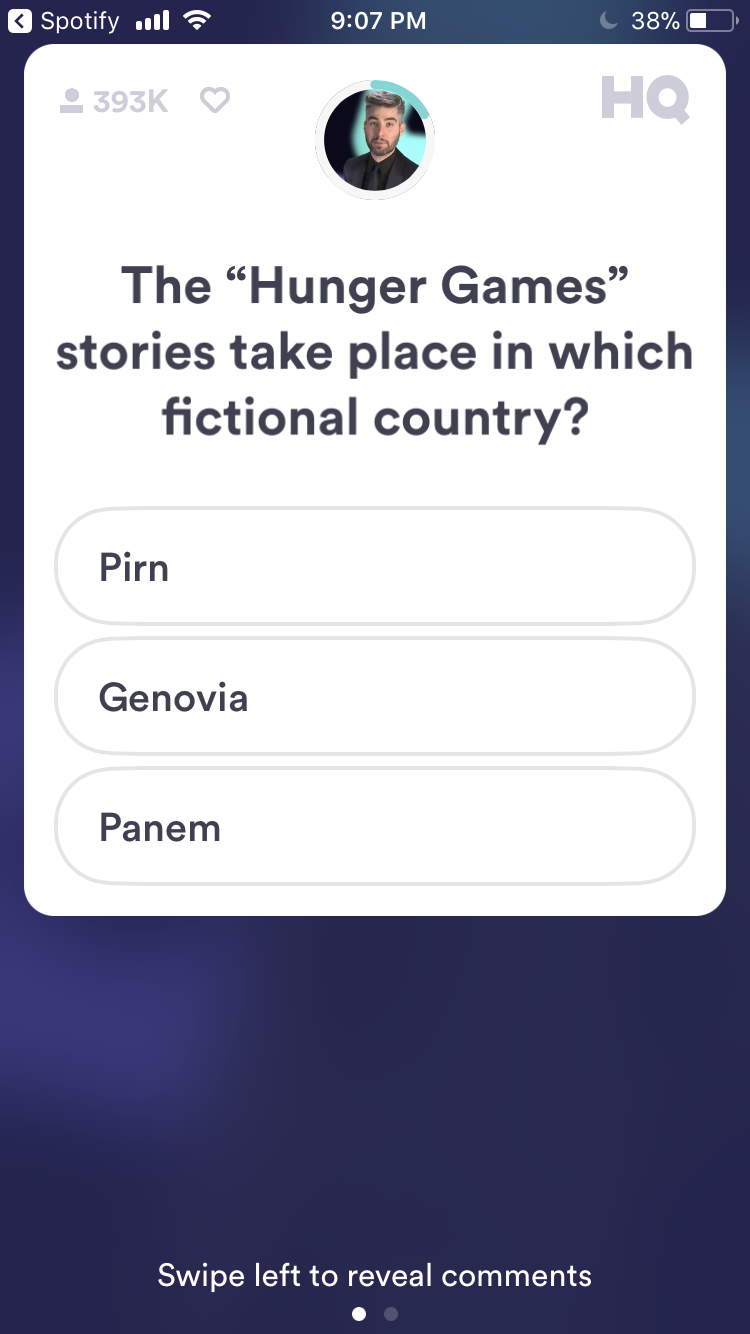 Spotify 9:07 PM 38%
393K HQ
The “Hunger Games”
stories take place in which
fictional country?
Pirn
Genovia
Panem
Swipe left to reveal comments